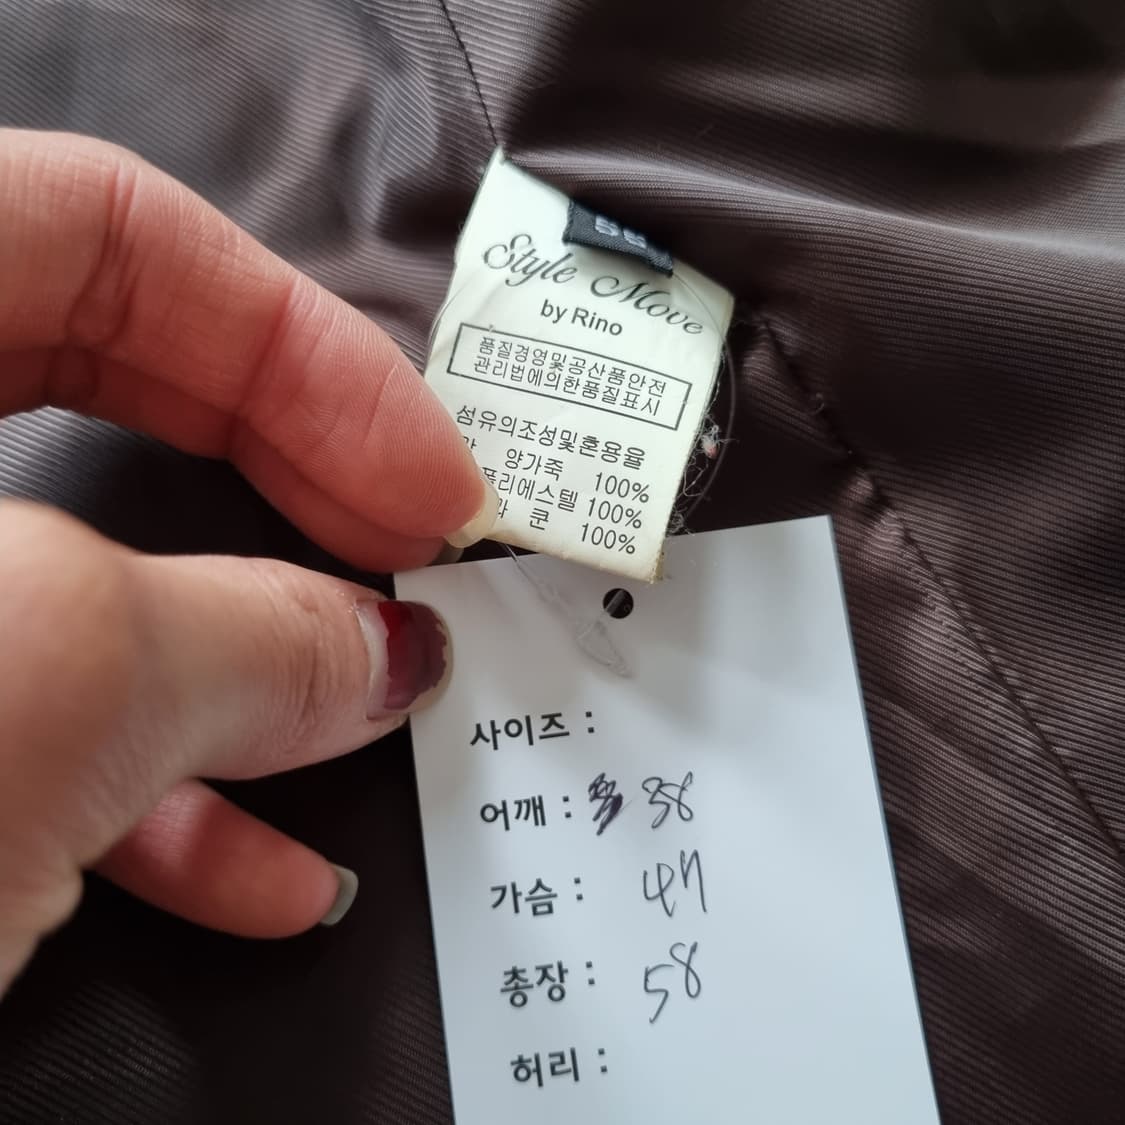 55
Style Move
by Rino
품질경영및공산품안전
관리법에의한품질표시
섬유의조성및혼용율
양가죽 100%
폴리에스텔 100%
라쿤 100%
사이즈 :
어깨 : 38
가슴 : 47
총장 : 58
허리 :